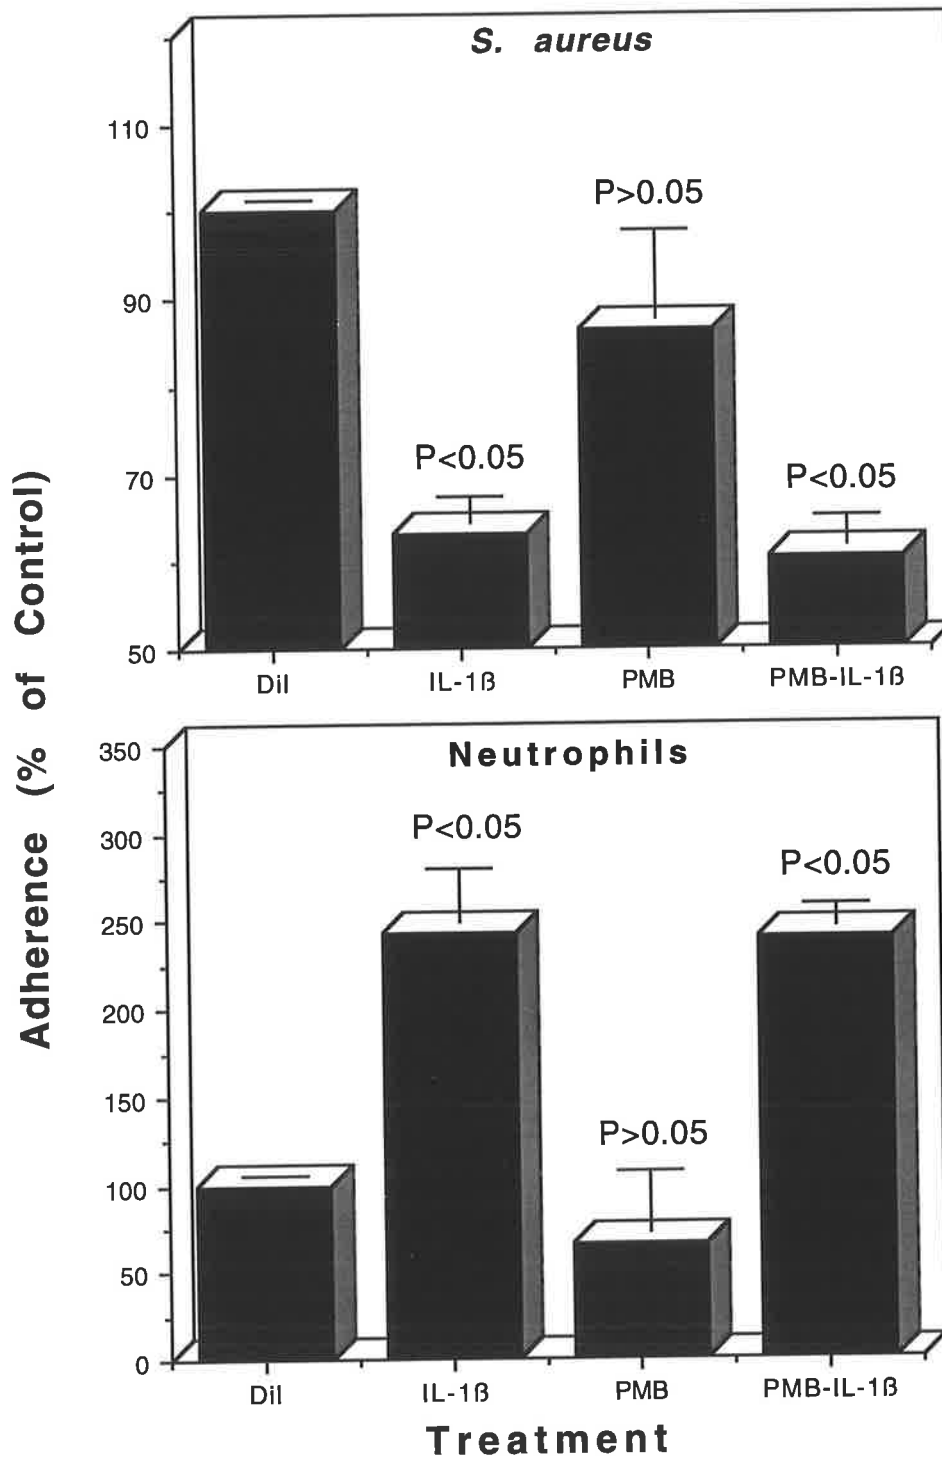 S. aureus
110
90
70
50
P>0.05
P<0.05
P<0.05
Dil
IL-1ß
PMB
PMB-IL-1ß
Adherence (% of Control)
Neutrophils
350
300
250
200
150
100
50
0
P<0.05
P<0.05
P>0.05
Dil
IL-1ß
PMB
PMB-IL-1ß
Treatment